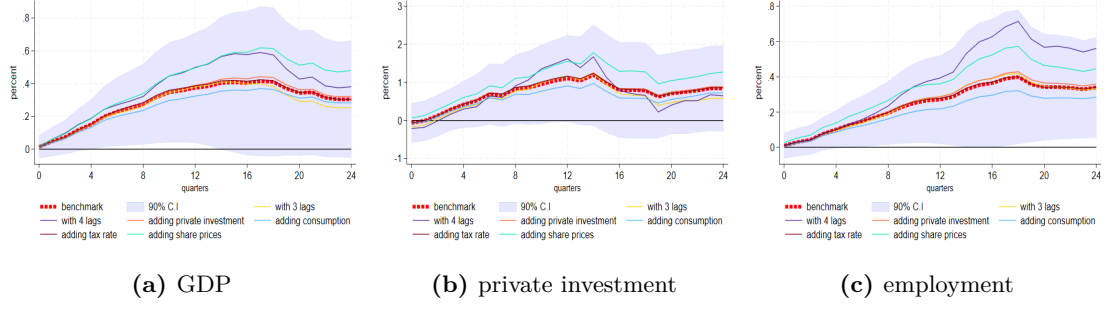 percent
.8
.6
.4
.2
0
0 4 8 12 16 20 24
quarters
benchmark 90% C.I with 3 lags
with 4 lags adding private investment adding consumption
adding tax rate adding share prices
(a) GDP
percent
3
2
1
0
-1
0 4 8 12 16 20 24
quarters
benchmark 90% C.I with 3 lags
with 4 lags adding private investment adding consumption
adding tax rate adding share prices
(b) private investment
percent
.8
.6
.4
.2
0
0 4 8 12 16 20 24
quarters
benchmark 90% C.I with 3 lags
with 4 lags adding private investment adding consumption
adding tax rate adding share prices
(c) employment